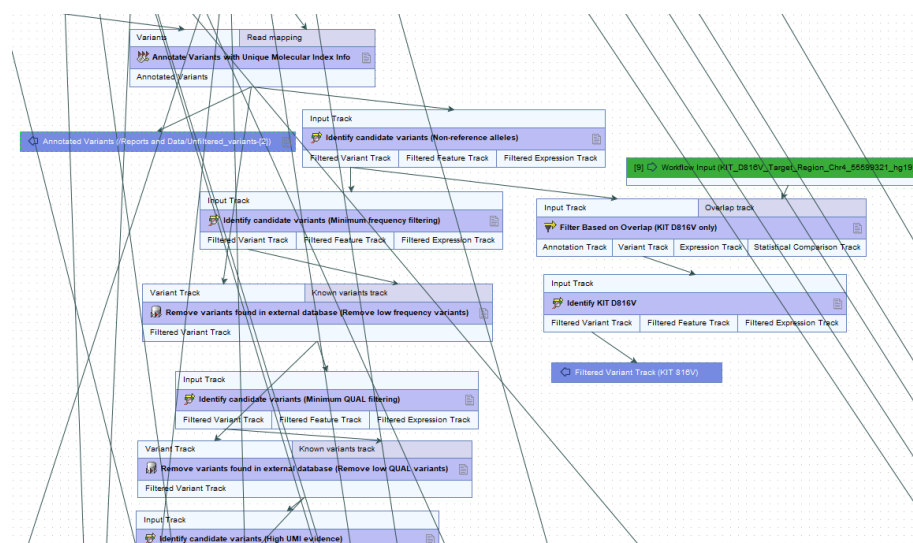 Variants Read mapping
Annotate Variants with Unique Molecular Index Info
Annotated Variants
Input Track
Annotated Variants (/Reports and Data/Unfiltered_variants-{2})
Identify candidate variants (Non-reference alleles)
Filtered Variant Track Filtered Feature Track Filtered Expression Track
[9] Workflow Input (KIT_D816V_Target_Region_Chr4_55599321_hg19
Input Track
Identify candidate variants (Minimum frequency filtering)
Filtered Variant Track Filtered Feature Track Filtered Expression Track
Input Track Overlap track
Filter Based on Overlap (KIT D816V only)
Annotation Track Variant Track Expression Track Statistical Comparison Track
Variant Track Known variants track
Remove variants found in external database (Remove low frequency variants)
Filtered Variant Track
Input Track
Identify KIT D816V
Filtered Variant Track Filtered Feature Track Filtered Expression Track
Filtered Variant Track (KIT 816V)
Input Track
Identify candidate variants (Minimum QUAL filtering)
Filtered Variant Track Filtered Feature Track Filtered Expression Track
Variant Track Known variants track
Remove variants found in external database (Remove low QUAL variants)
Filtered Variant Track
Input Track
Identify candidate variants (High UMI evidence)